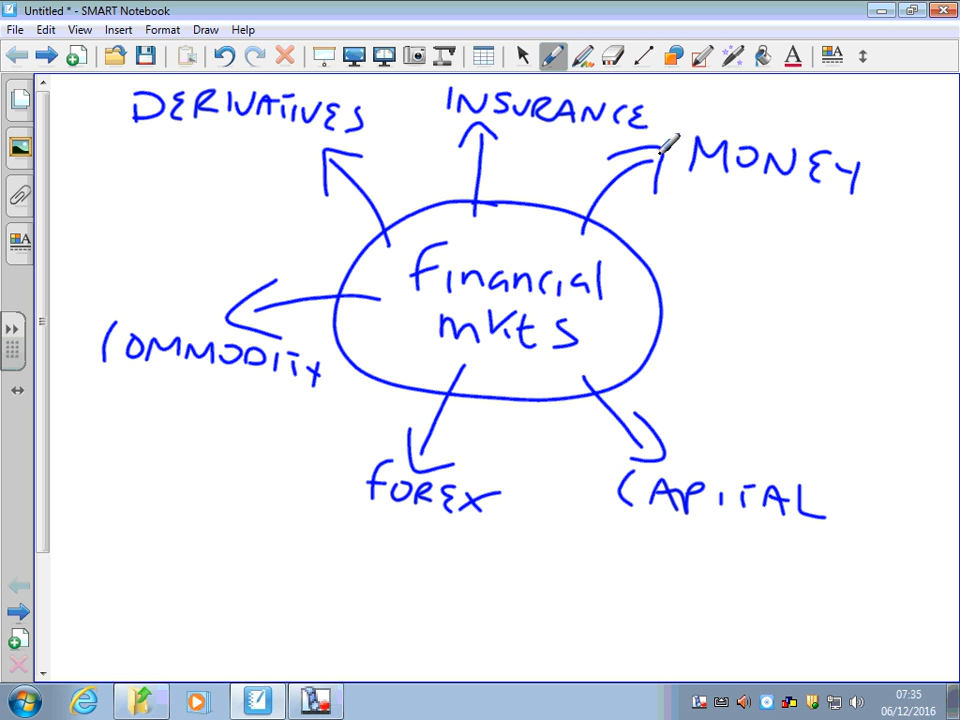 Untitled * - SMART Notebook
File Edit View Insert Format Draw Help
DERIVATIVES
INSURANCE
MONEY
Financial
mkts
COMMODITY
FOREX
CAPITAL
07:35
06/12/2016